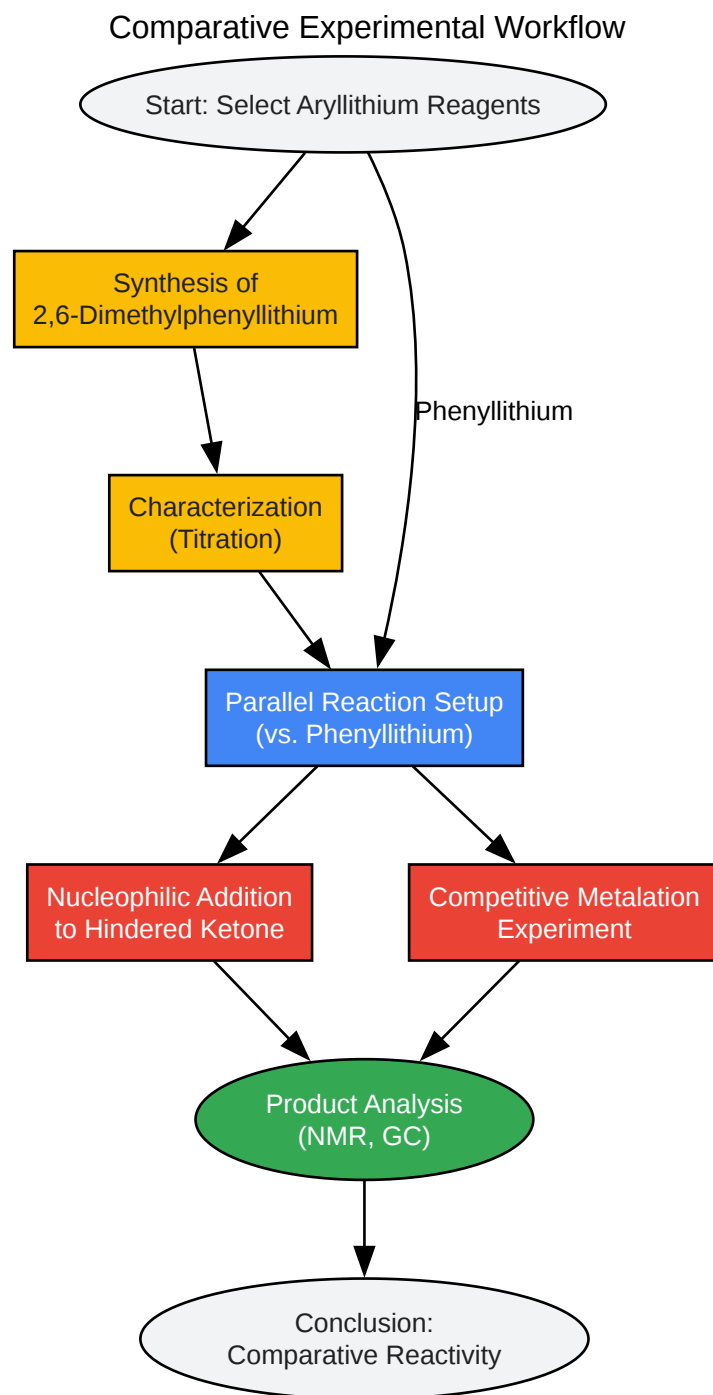 Comparative Experimental Workflow
Start: Select Aryllithium Reagents
Synthesis of
2,6-Dimethylphenyllithium
Phenyllithium
Characterization
(Titration)
Parallel Reaction Setup
(vs. Phenyllithium)
Nucleophilic Addition
to Hindered Ketone
Competitive Metalation
Experiment
Product Analysis
(NMR, GC)
Conclusion:
Comparative Reactivity